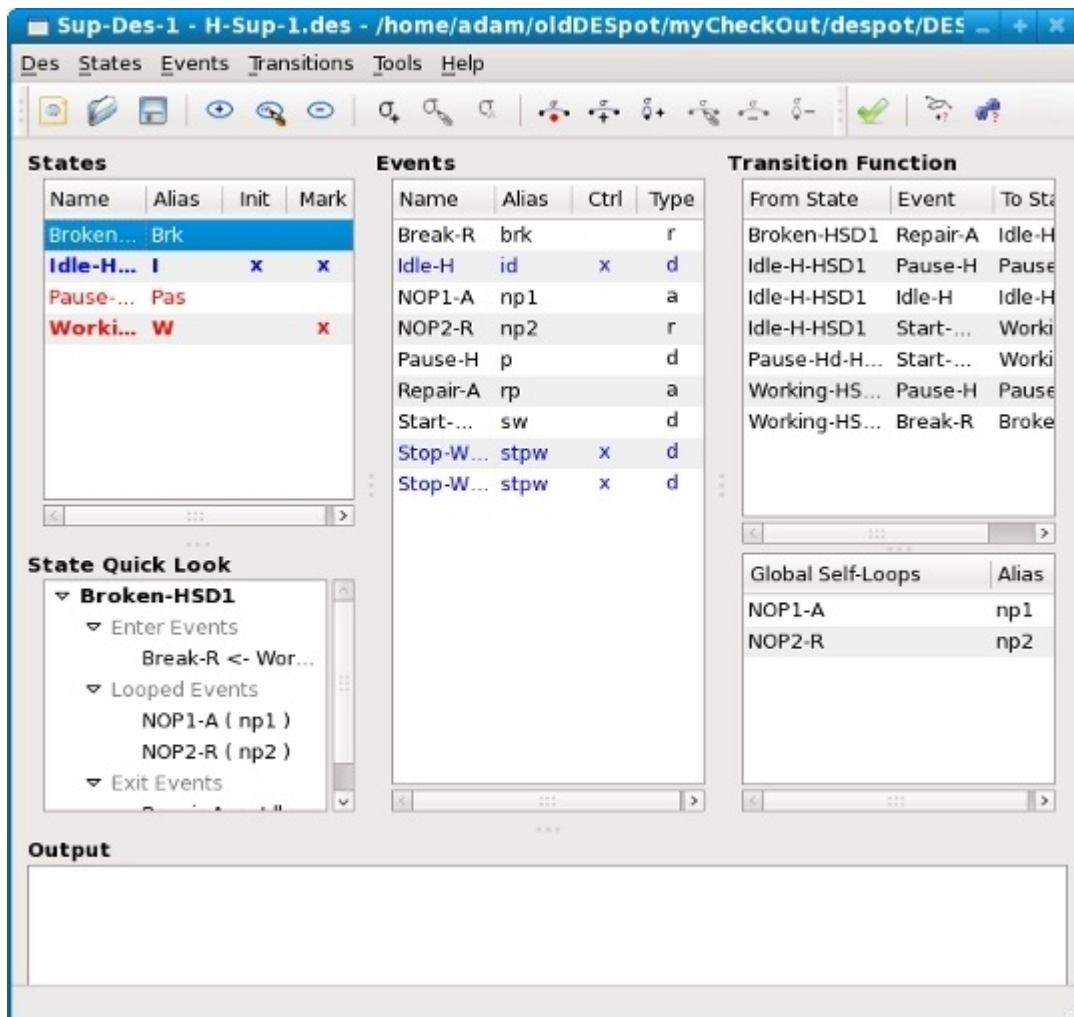 Sup-Des-1 - H-Sup-1.des - /home/adam/oldDESpot/myCheckOut/despot/DES
Des States Events Transitions Tools Help
States
Name Alias Init Mark
Broken... Brk
Idle-H... I x x
Pause-... Pas
Worki... W x
Events
Name Alias Ctrl Type
Break-R brk r
Idle-H id x d
NOP1-A np1 a
NOP2-R np2 r
Pause-H p d
Repair-A rp a
Start-... sw d
Stop-W... stpw x d
Stop-W... stpw x d
Transition Function
From State Event To Sta
Broken-HSD1 Repair-A Idle-H
Idle-H-HSD1 Pause-H Pause
Idle-H-HSD1 Idle-H Idle-H
Idle-H-HSD1 Start-... Worki
Pause-Hd-H... Start-... Worki
Working-HS... Pause-H Pause
Working-HS... Break-R Broke
Global Self-Loops Alias
NOP1-A np1
NOP2-R np2
State Quick Look
Broken-HSD1
Enter Events
Break-R <- Wor...
Looped Events
NOP1-A ( np1 )
NOP2-R ( np2 )
Exit Events
Output